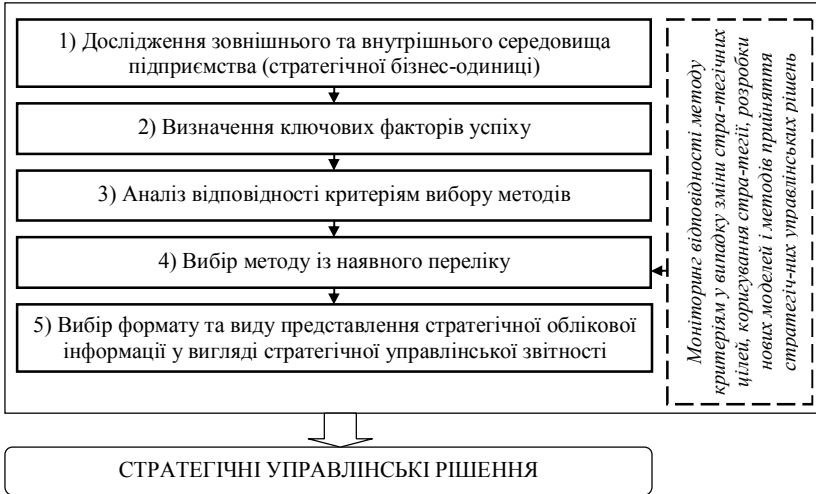 1) Дослідження зовнішнього та внутрішнього середовища
підприємства (стратегічної бізнес-одиниці)
2) Визначення ключових факторів успіху
3) Аналіз відповідності критеріям вибору методів
4) Вибір методу із наявного переліку
5) Вибір формату та виду представлення стратегічної облікової
інформації у вигляді стратегічної управлінської звітності
Моніторинг відповідності методу
критеріям у випадку зміни стра-тегічних
цілей, коригування стра-тегії, розробки
нових моделей і методів прийняття
стратегіч-них управлінських рішень
СТРАТЕГІЧНІ УПРАВЛІНСЬКІ РІШЕННЯ